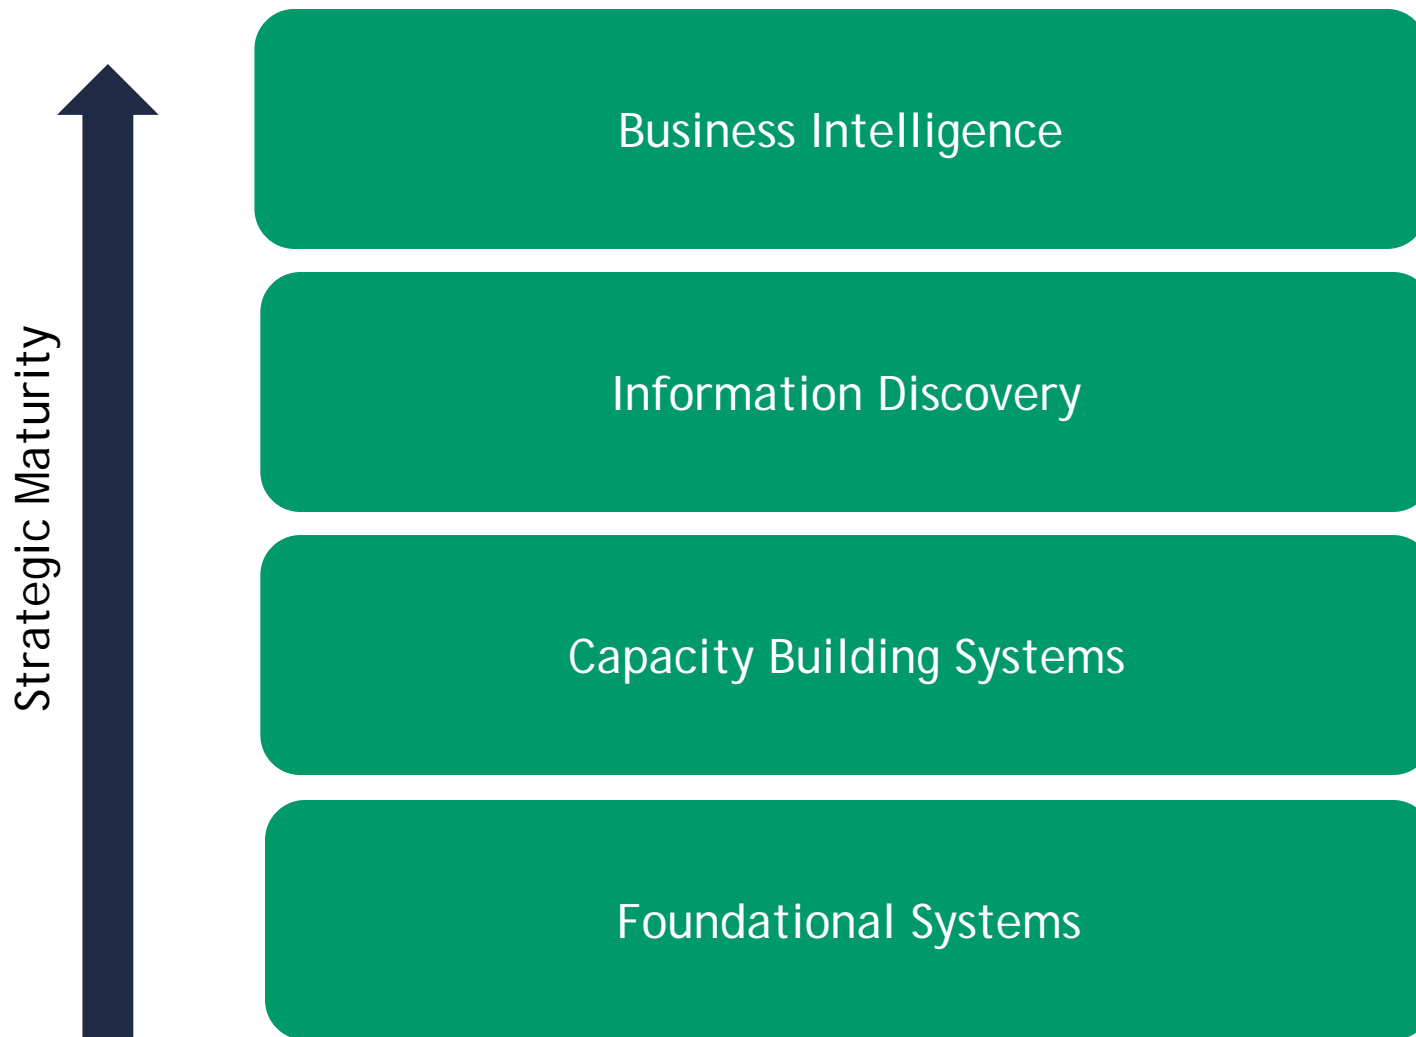 Business Intelligence
Information Discovery
Strategic Maturity
Capacity Building Systems
Foundational Systems